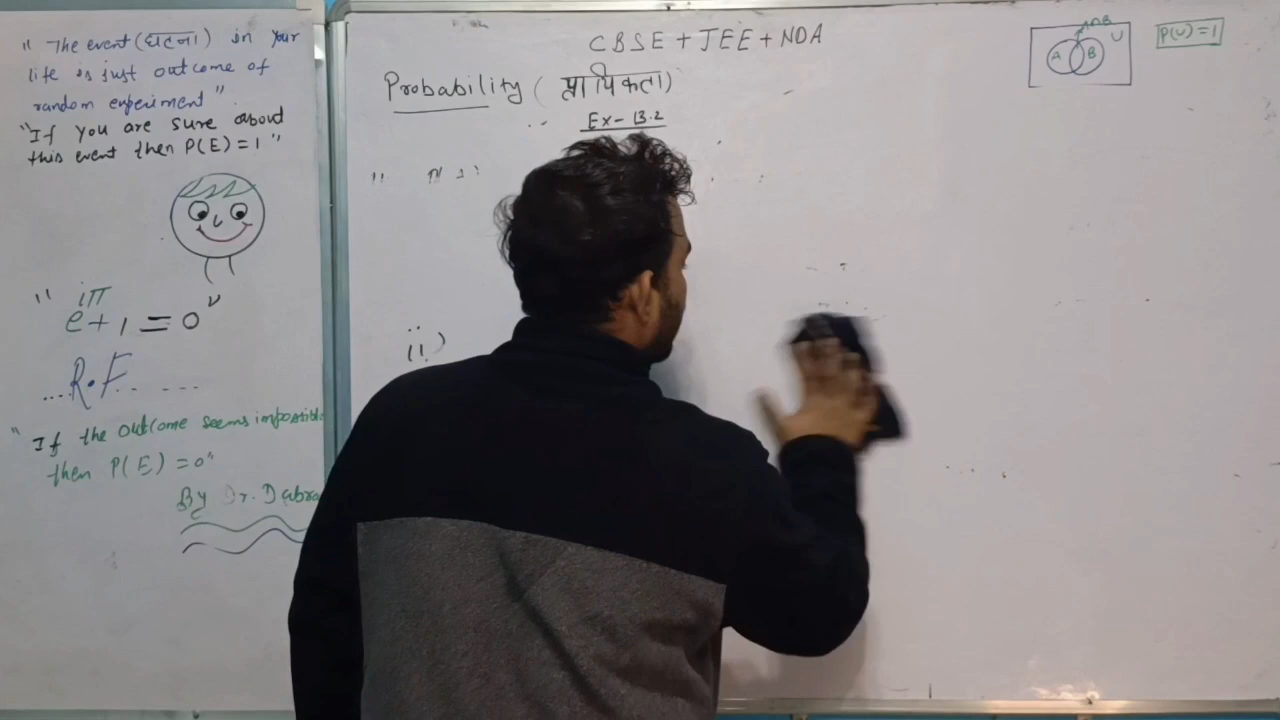 " The event (घटना) in your
life is just outcome of
random experiment"
"If you are sure about
this event then P(E) = 1 "
" e^iπ + 1 = 0 "
...R.F.. ...
" If the outcome seems impossible
then P(E) = 0"
By Dr. Dabra
CBSE + JEE + NDA
Probability ( प्रायिकता)
Ex - 13.2
ii)
A∩B
A B U
P(U) = 1